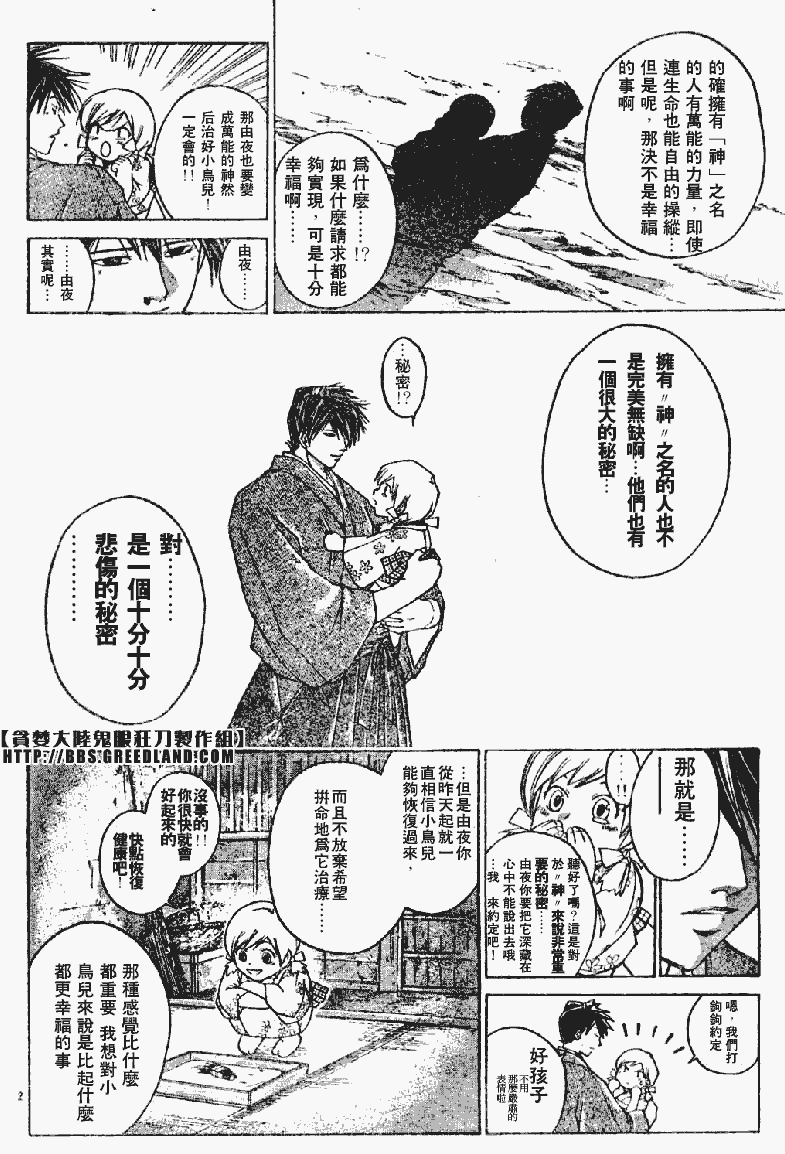 的確擁有「神」之名
的人有萬能的力量，即使
連生命也能自由的操縱…
但是呢，那決不是幸福
的事啊
為什麼……!?
如果什麼請求都能
夠實現，可是十分
幸福啊……
那由夜也要變
成萬能的神然
后治好小鳥兒！
一定會的!!
由夜……
……由夜
其實呢…
擁有〃神〃之名的人也不
是完美無缺啊…他們也有
一個很大的秘密…
…秘密!?
對………
是一個十分十分
悲傷的秘密
…………
【貪婪大陸鬼眼狂刀製作組】
HTTP://BBS.GREEDLAND.COM
那就是……
…!!
聽好了嗎？這是對
於〃神〃來說非常重
要的秘密……
由夜你要把它深藏在
心中不能說出去哦
…我　來約定吧！
嗯，我們打
夠夠約定
好孩子
不用
那麼嚴肅的
表情啦
…但是由夜你
從昨天起就一
直相信小鳥兒
能夠恢復過來，
而且不放棄希望
拚命地為它治療……
沒事的!!
你很快就會
好起來的
快點恢復
健康吧！
那種感覺比什麼
都重要 我想對小
鳥兒來說是比起什麼
都更幸福的事
2